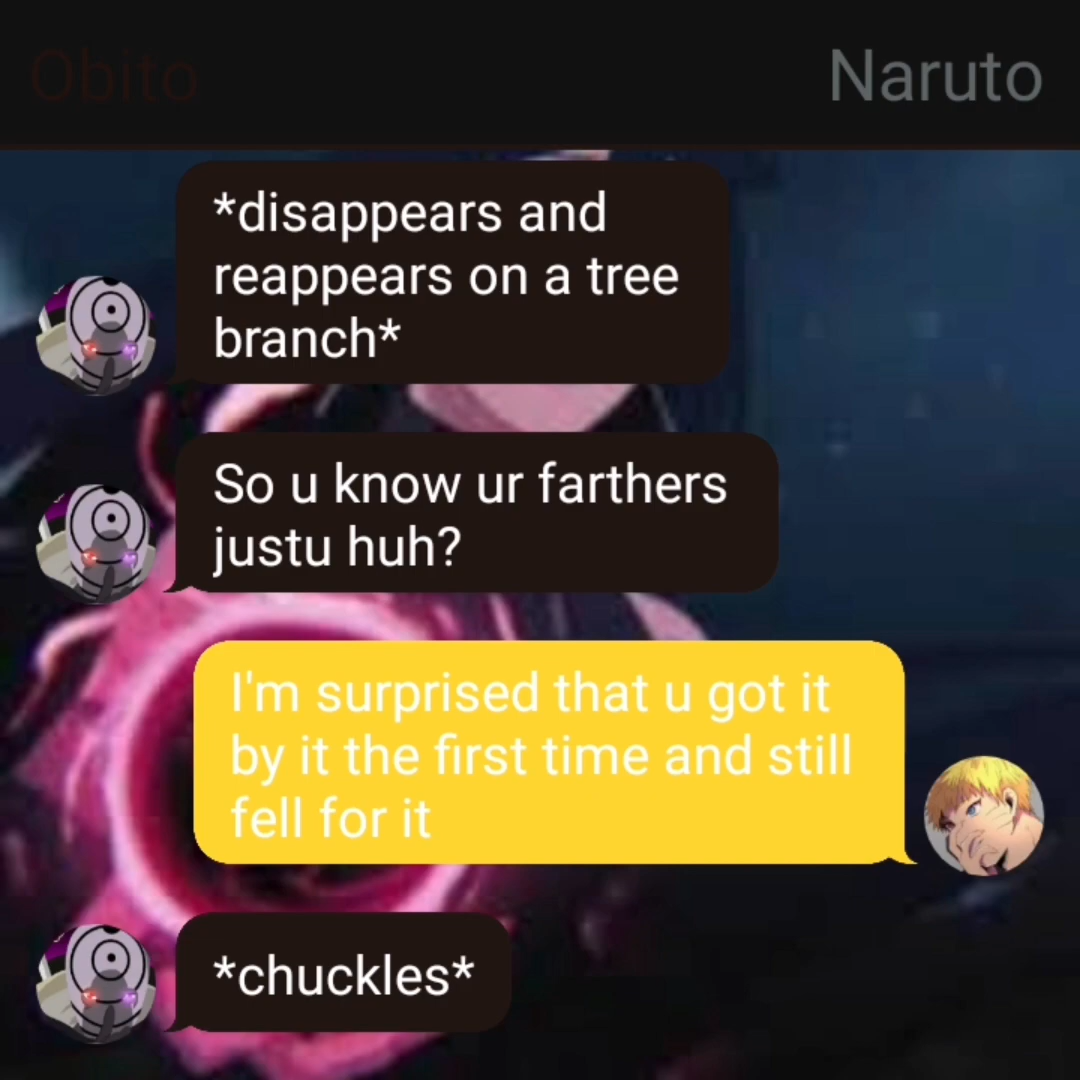 Obito
Naruto
*disappears and
reappears on a tree
branch*
So u know ur farthers
justu huh?
I'm surprised that u got it
by it the first time and still
fell for it
*chuckles*